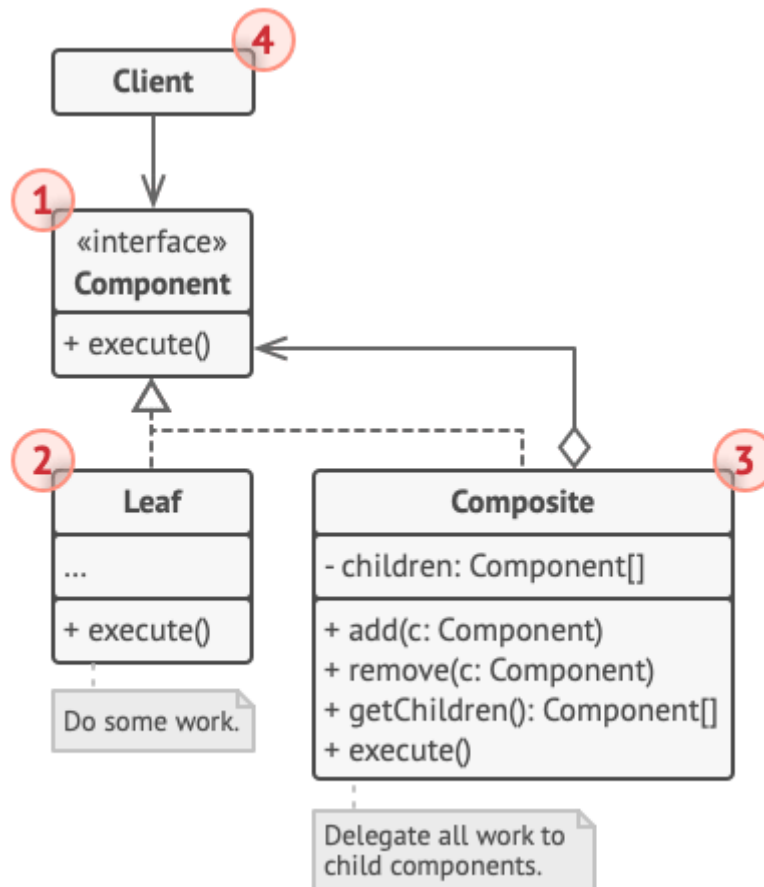 4
Client
1
«interface»
Component
+ execute()
2
Leaf
...
+ execute()
Do some work.
3
Composite
- children: Component[]
+ add(c: Component)
+ remove(c: Component)
+ getChildren(): Component[]
+ execute()
Delegate all work to
child components.